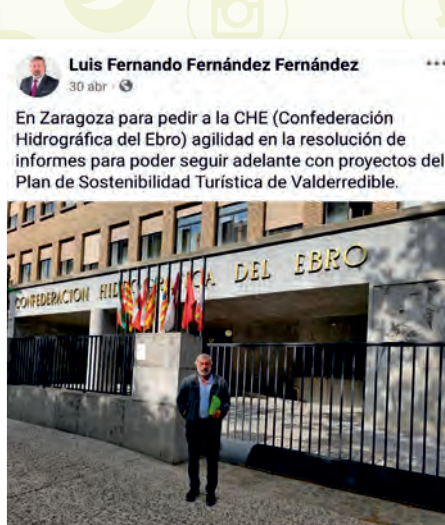 Luis Fernando Fernández Fernández
30 abr
En Zaragoza para pedir a la CHE (Confederación
Hidrográfica del Ebro) agilidad en la resolución de
informes para poder seguir adelante con proyectos del
Plan de Sostenibilidad Turística de Valderredible.
CONFEDERACION DEL EBRO